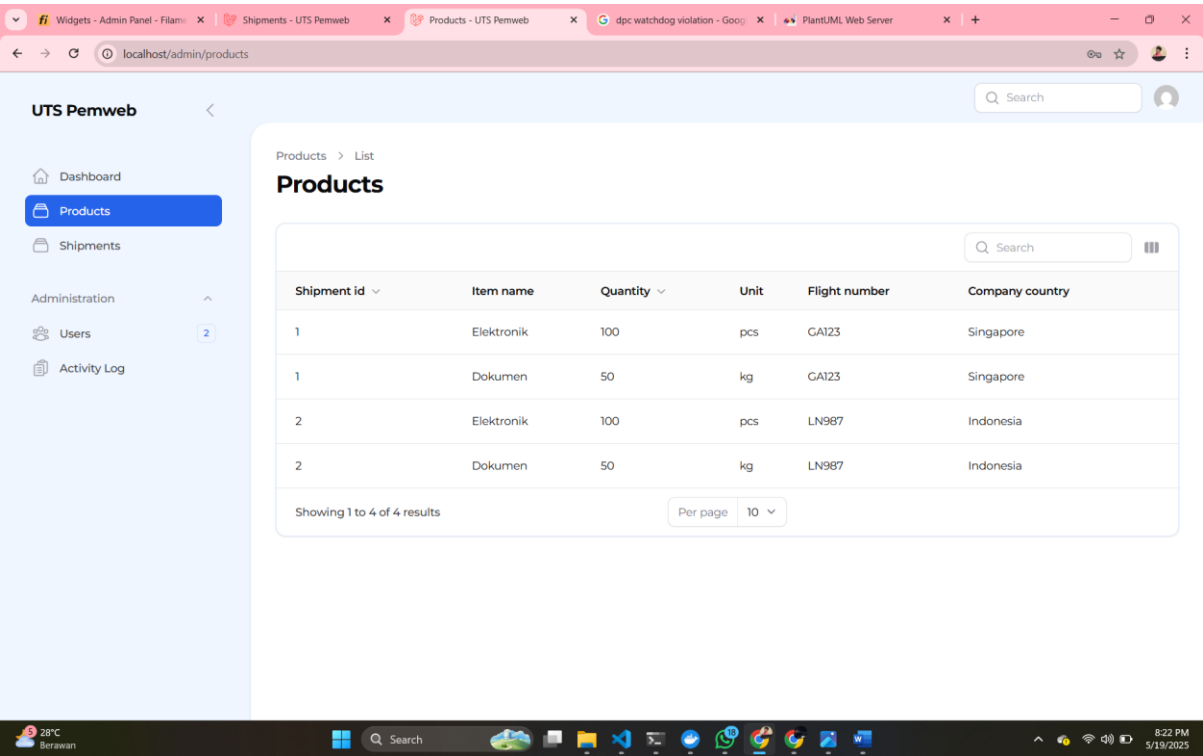 Widgets - Admin Panel - Filame
Shipments - UTS Pemweb
Products - UTS Pemweb
dpc watchdog violation - Goog
PlantUML Web Server
localhost/admin/products
UTS Pemweb
Search
Dashboard
Products
Shipments
Administration
Users 2
Activity Log
Products > List
Products
Search
Shipment id Item name Quantity Unit Flight number Company country
1 Elektronik 100 pcs GA123 Singapore
1 Dokumen 50 kg GA123 Singapore
2 Elektronik 100 pcs LN987 Indonesia
2 Dokumen 50 kg LN987 Indonesia
Showing 1 to 4 of 4 results
Per page 10
5
28°C
Berawan
Search
18
8:22 PM
5/19/2025